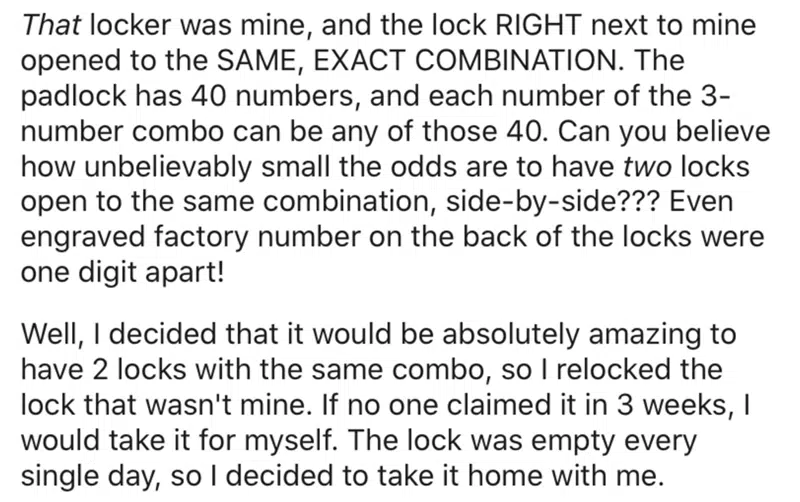 That locker was mine, and the lock RIGHT next to mine
opened to the SAME, EXACT COMBINATION. The
padlock has 40 numbers, and each number of the 3-
number combo can be any of those 40. Can you believe
how unbelievably small the odds are to have two locks
open to the same combination, side-by-side??? Even
engraved factory number on the back of the locks were
one digit apart!
Well, I decided that it would be absolutely amazing to
have 2 locks with the same combo, so I relocked the
lock that wasn't mine. If no one claimed it in 3 weeks, I
would take it for myself. The lock was empty every
single day, so I decided to take it home with me.